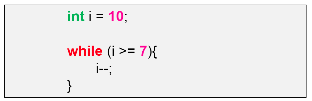 int i = 10;
while (i >= 7){
i--;
}